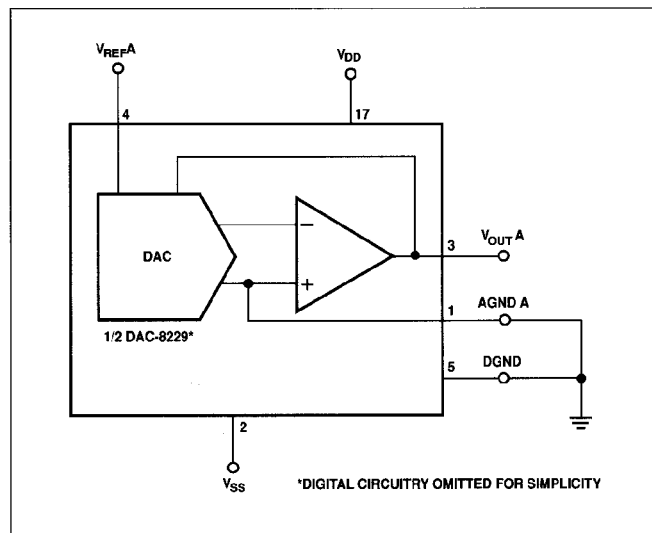 VREFA
VDD
4
17
DAC
−
+
3
VOUT A
1
AGND A
1/2 DAC-8229*
5
DGND
2
VSS
*DIGITAL CIRCUITRY OMITTED FOR SIMPLICITY